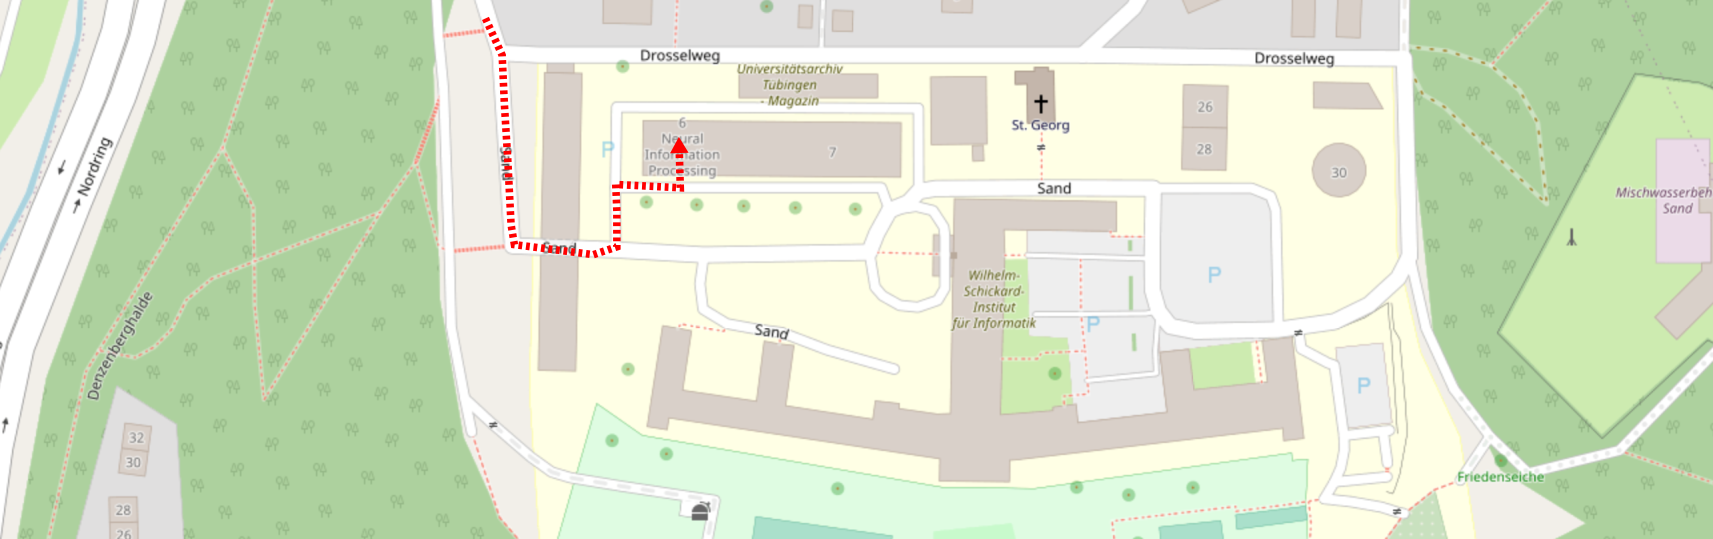 Drosselweg
Drosselweg
Universitätsarchiv
Tübingen
- Magazin
26
28
St. Georg
6
Neural
Information
Processing
7
P
30
Nordring
Sand
Sand
Sand
Mischwasserbeh
Sand
Wilhelm-
Schickard-
Institut
für Informatik
P
P
Denzenberghalde
Sand
P
32
30
Friedenseiche
28
26